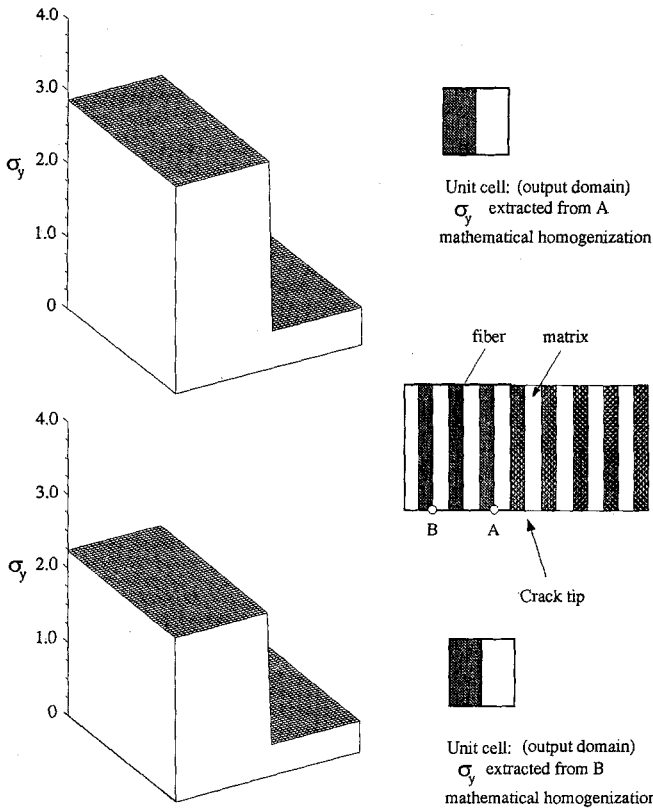 4.0
3.0
2.0
1.0
0
σy
Unit cell: (output domain)
σy extracted from A
mathematical homogenization
fiber
matrix
B
A
Crack tip
4.0
3.0
2.0
1.0
0
σy
Unit cell: (output domain)
σy extracted from B
mathematical homogenization